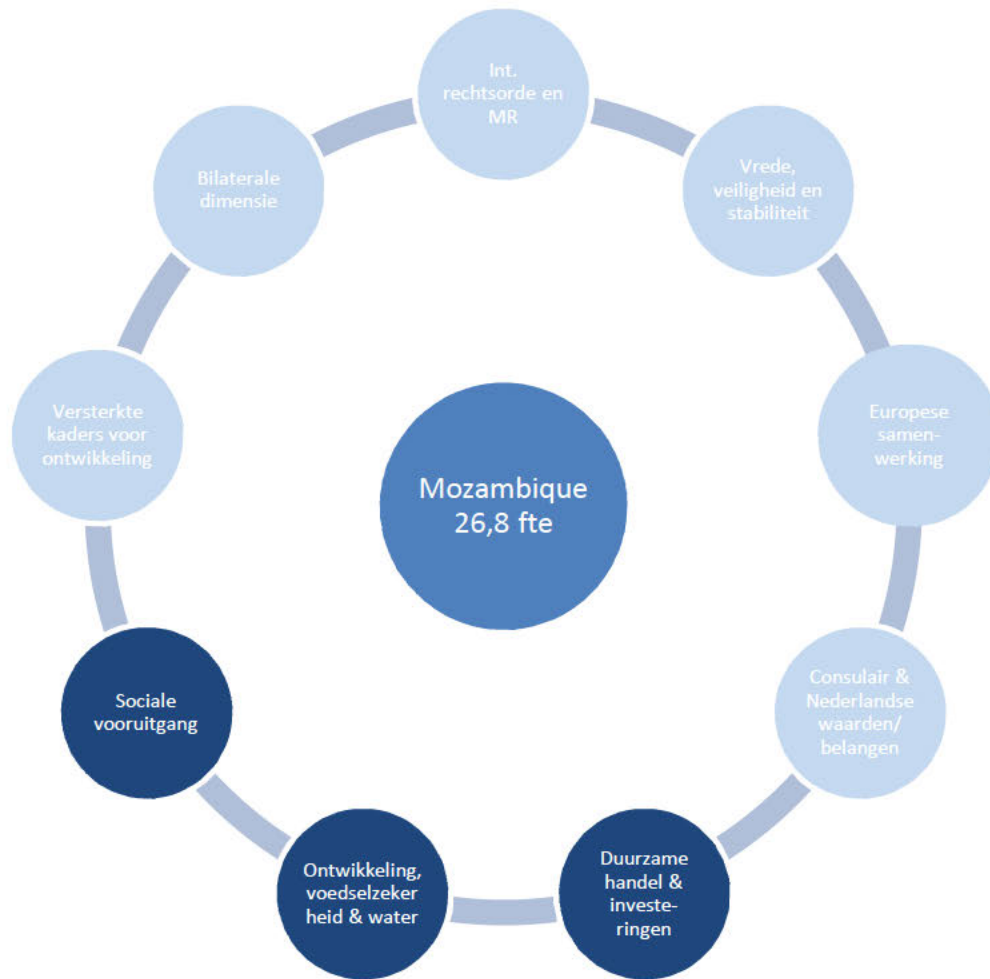 Int.
rechtsorde en
MR
Vrede,
veiligheid en
stabiliteit
Europese
samen-
werking
Consulair &
Nederlandse
waarden/
belangen
Duurzame
handel &
investe-
ringen
Ontwikkeling,
voedselzeker
heid & water
Sociale
vooruitgang
Versterkte
kaders voor
ontwikkeling
Bilaterale
dimensie
Mozambique
26,8 fte